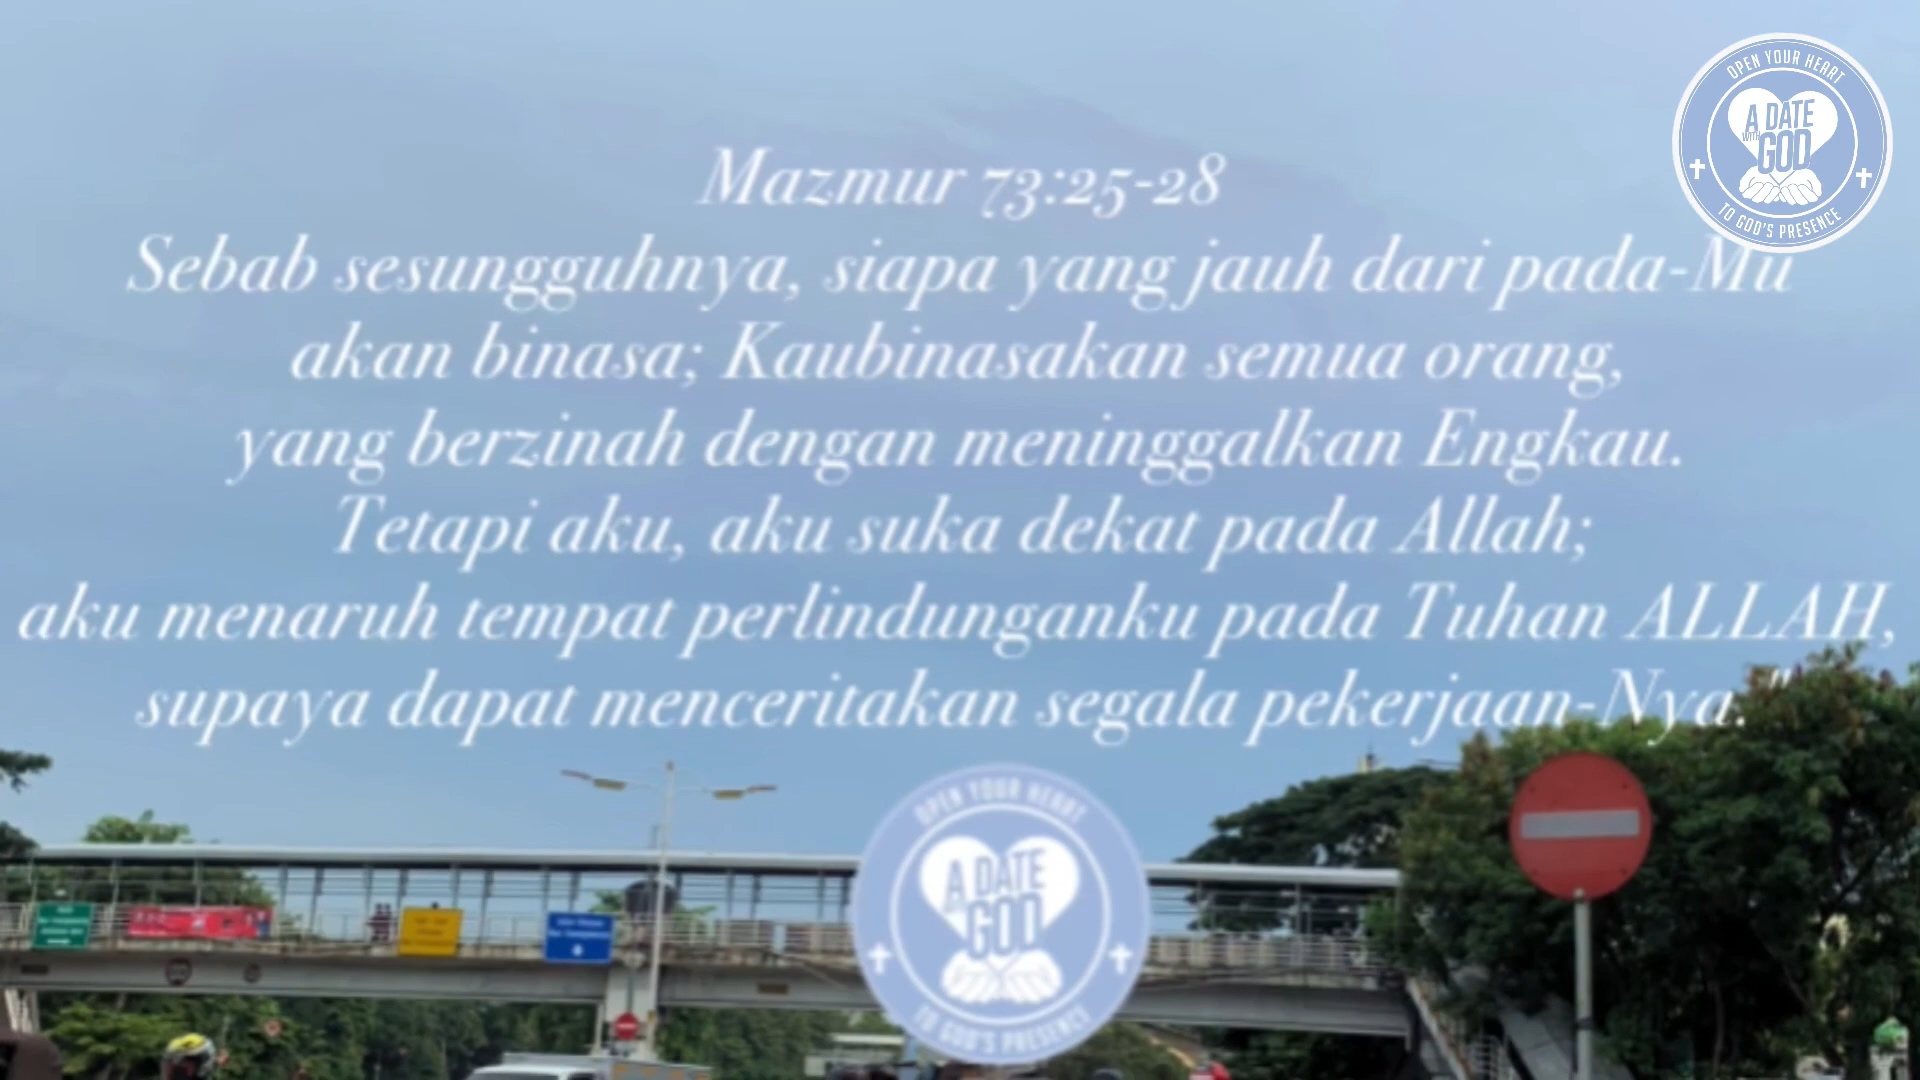 OPEN YOUR HEART
A DATE
WITH
GOD
TO GOD'S PRESENCE
Mazmur 73:25-28
Sebab sesungguhnya, siapa yang jauh dari pada-Mu
akan binasa; Kaubinasakan semua orang,
yang berzinah dengan meninggalkan Engkau.
Tetapi aku, aku suka dekat pada Allah;
aku menaruh tempat perlindunganku pada Tuhan ALLAH,
supaya dapat menceritakan segala pekerjaan-Nya."
OPEN YOUR HEART
A DATE
GOD
TO GOD'S PRESENCE